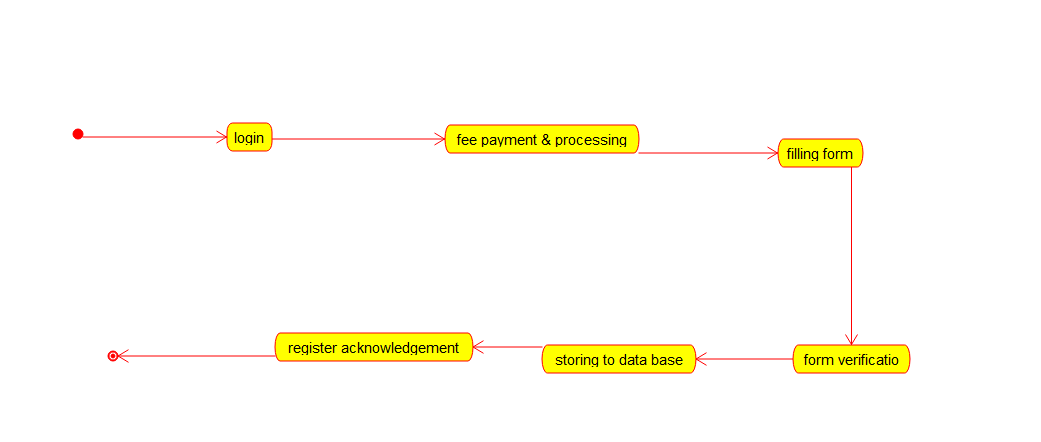 login
fee payment & processing
filling form
form verificatio
storing to data base
register acknowledgement